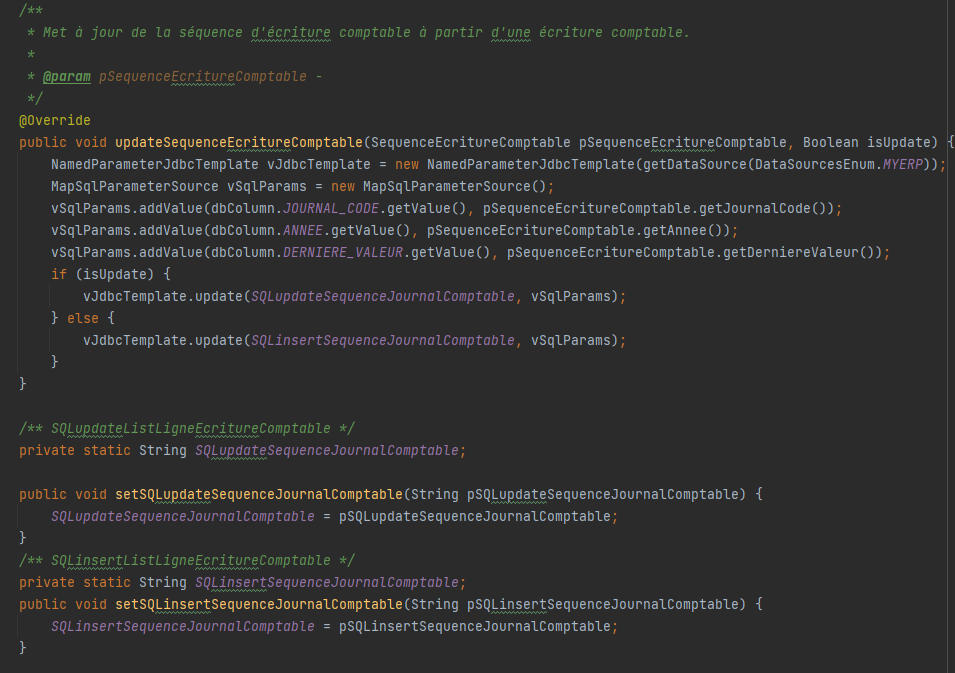 /**
 * Met à jour de la séquence d'écriture comptable à partir d'une écriture comptable.
 *
 * @param pSequenceEcritureComptable -
 */
@Override
public void updateSequenceEcritureComptable(SequenceEcritureComptable pSequenceEcritureComptable, Boolean isUpdate) {
    NamedParameterJdbcTemplate vJdbcTemplate = new NamedParameterJdbcTemplate(getDataSource(DataSourcesEnum.MYERP));
    MapSqlParameterSource vSqlParams = new MapSqlParameterSource();
    vSqlParams.addValue(dbColumn.JOURNAL_CODE.getValue(), pSequenceEcritureComptable.getJournalCode());
    vSqlParams.addValue(dbColumn.ANNEE.getValue(), pSequenceEcritureComptable.getAnnee());
    vSqlParams.addValue(dbColumn.DERNIERE_VALEUR.getValue(), pSequenceEcritureComptable.getDerniereValeur());
    if (isUpdate) {
        vJdbcTemplate.update(SQLupdateSequenceJournalComptable, vSqlParams);
    } else {
        vJdbcTemplate.update(SQLinsertSequenceJournalComptable, vSqlParams);
    }
}

/** SQLupdateListLigneEcritureComptable */
private static String SQLupdateSequenceJournalComptable;

public void setSQLupdateSequenceJournalComptable(String pSQLupdateSequenceJournalComptable) {
    SQLupdateSequenceJournalComptable = pSQLupdateSequenceJournalComptable;
}
/** SQLinsertListLigneEcritureComptable */
private static String SQLinsertSequenceJournalComptable;
public void setSQLinsertSequenceJournalComptable(String pSQLinsertSequenceJournalComptable) {
    SQLinsertSequenceJournalComptable = pSQLinsertSequenceJournalComptable;
}